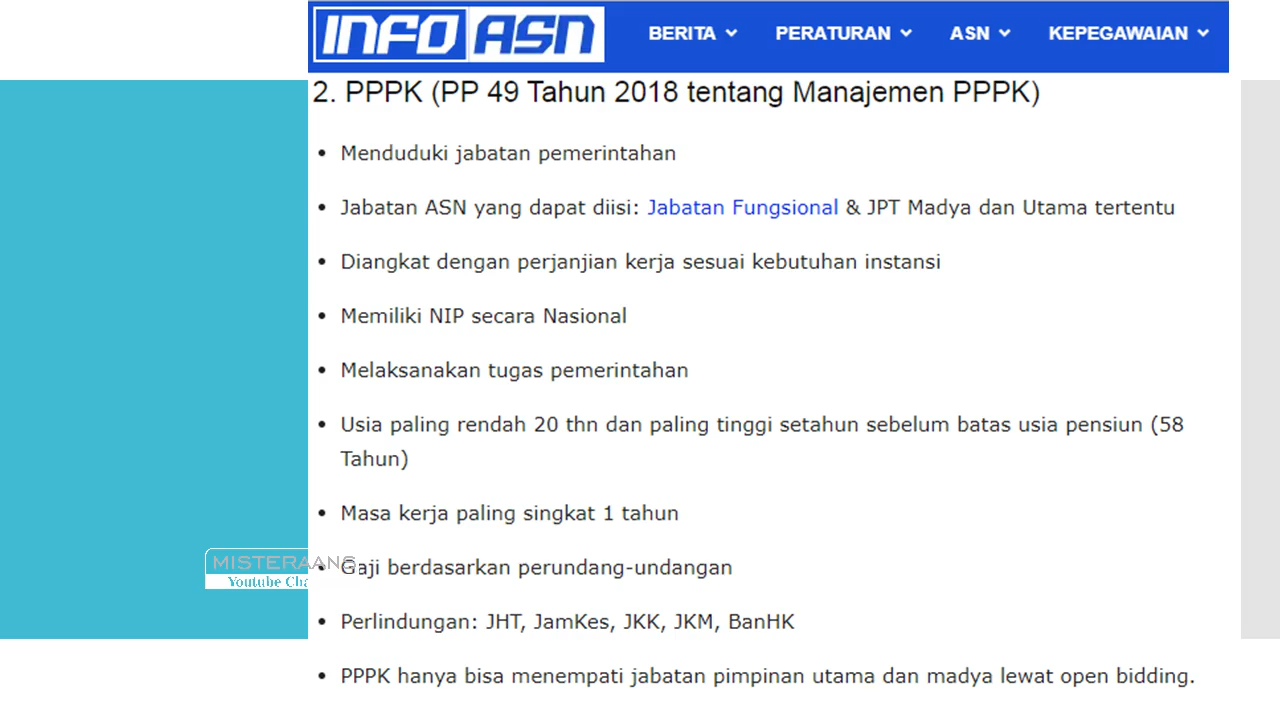 INFO ASN
BERITA PERATURAN ASN KEPEGAWAIAN
2. PPPK (PP 49 Tahun 2018 tentang Manajemen PPPK)
• Menduduki jabatan pemerintahan
• Jabatan ASN yang dapat diisi: Jabatan Fungsional & JPT Madya dan Utama tertentu
• Diangkat dengan perjanjian kerja sesuai kebutuhan instansi
• Memiliki NIP secara Nasional
• Melaksanakan tugas pemerintahan
• Usia paling rendah 20 thn dan paling tinggi setahun sebelum batas usia pensiun (58
Tahun)
• Masa kerja paling singkat 1 tahun
MISTERAANG
• Gaji berdasarkan perundang-undangan
Youtube Cha
• Perlindungan: JHT, JamKes, JKK, JKM, BanHK
• PPPK hanya bisa menempati jabatan pimpinan utama dan madya lewat open bidding.